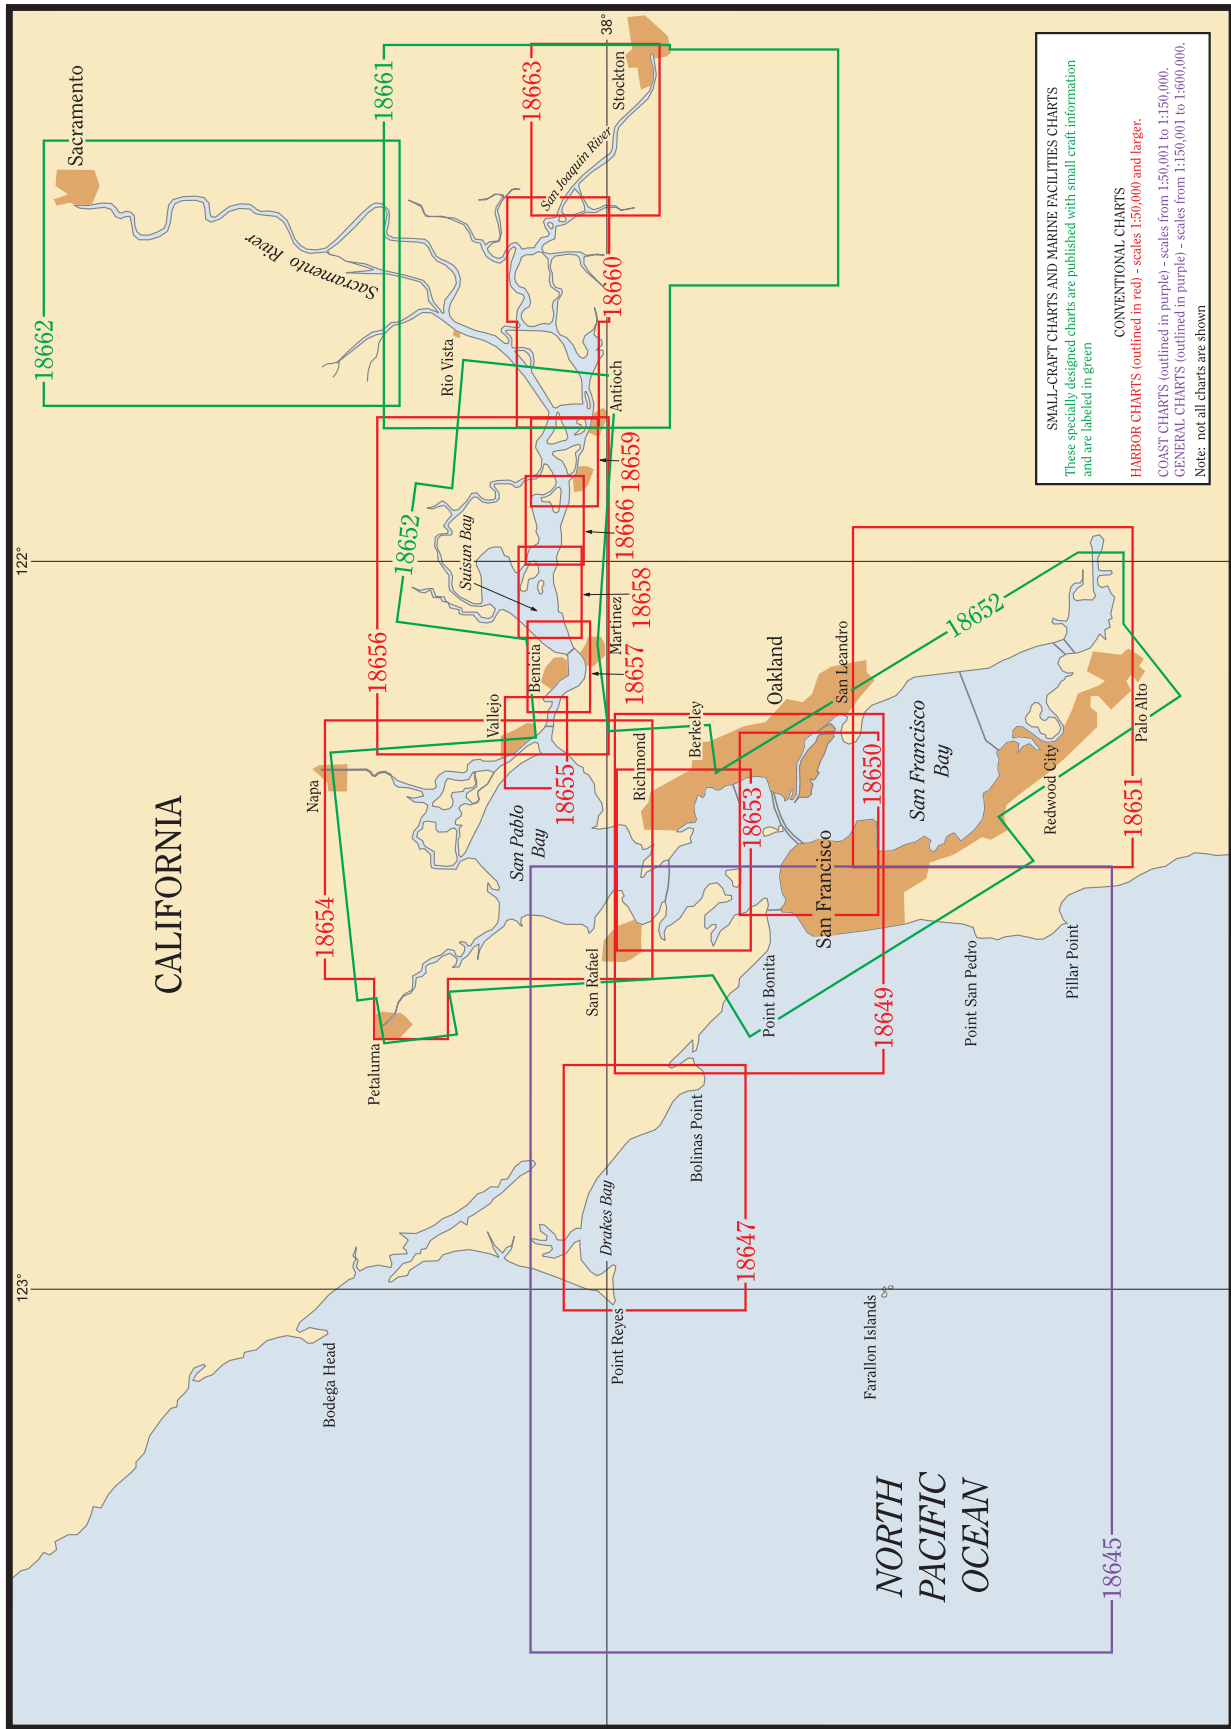 CALIFORNIA
NORTH
PACIFIC
OCEAN
123°
122°
38°
Bodega Head
Point Reyes
Drakes Bay
Farallon Islands
Bolinas Point
Point Bonita
Point San Pedro
Pillar Point
Petaluma
Napa
San Rafael
San Pablo
Bay
Vallejo
Benicia
Martinez
Suisun Bay
Richmond
Berkeley
Oakland
San Leandro
San Francisco
San Francisco
Bay
Redwood City
Palo Alto
Antioch
Rio Vista
Sacramento River
Sacramento
San Joaquin River
Stockton
18645
18647
18649
18650
18651
18652
18652
18653
18654
18655
18656
18657
18658
18666
18659
18660
18661
18662
18663
SMALL-CRAFT CHARTS AND MARINE FACILITIES CHARTS
These specially designed charts are published with small craft information
and are labeled in green
CONVENTIONAL CHARTS
HARBOR CHARTS (outlined in red) - scales 1:50,000 and larger.
COAST CHARTS (outlined in purple) - scales from 1:50,001 to 1:150,000.
GENERAL CHARTS (outlined in purple) - scales from 1:150,001 to 1:600,000.
Note: not all charts are shown